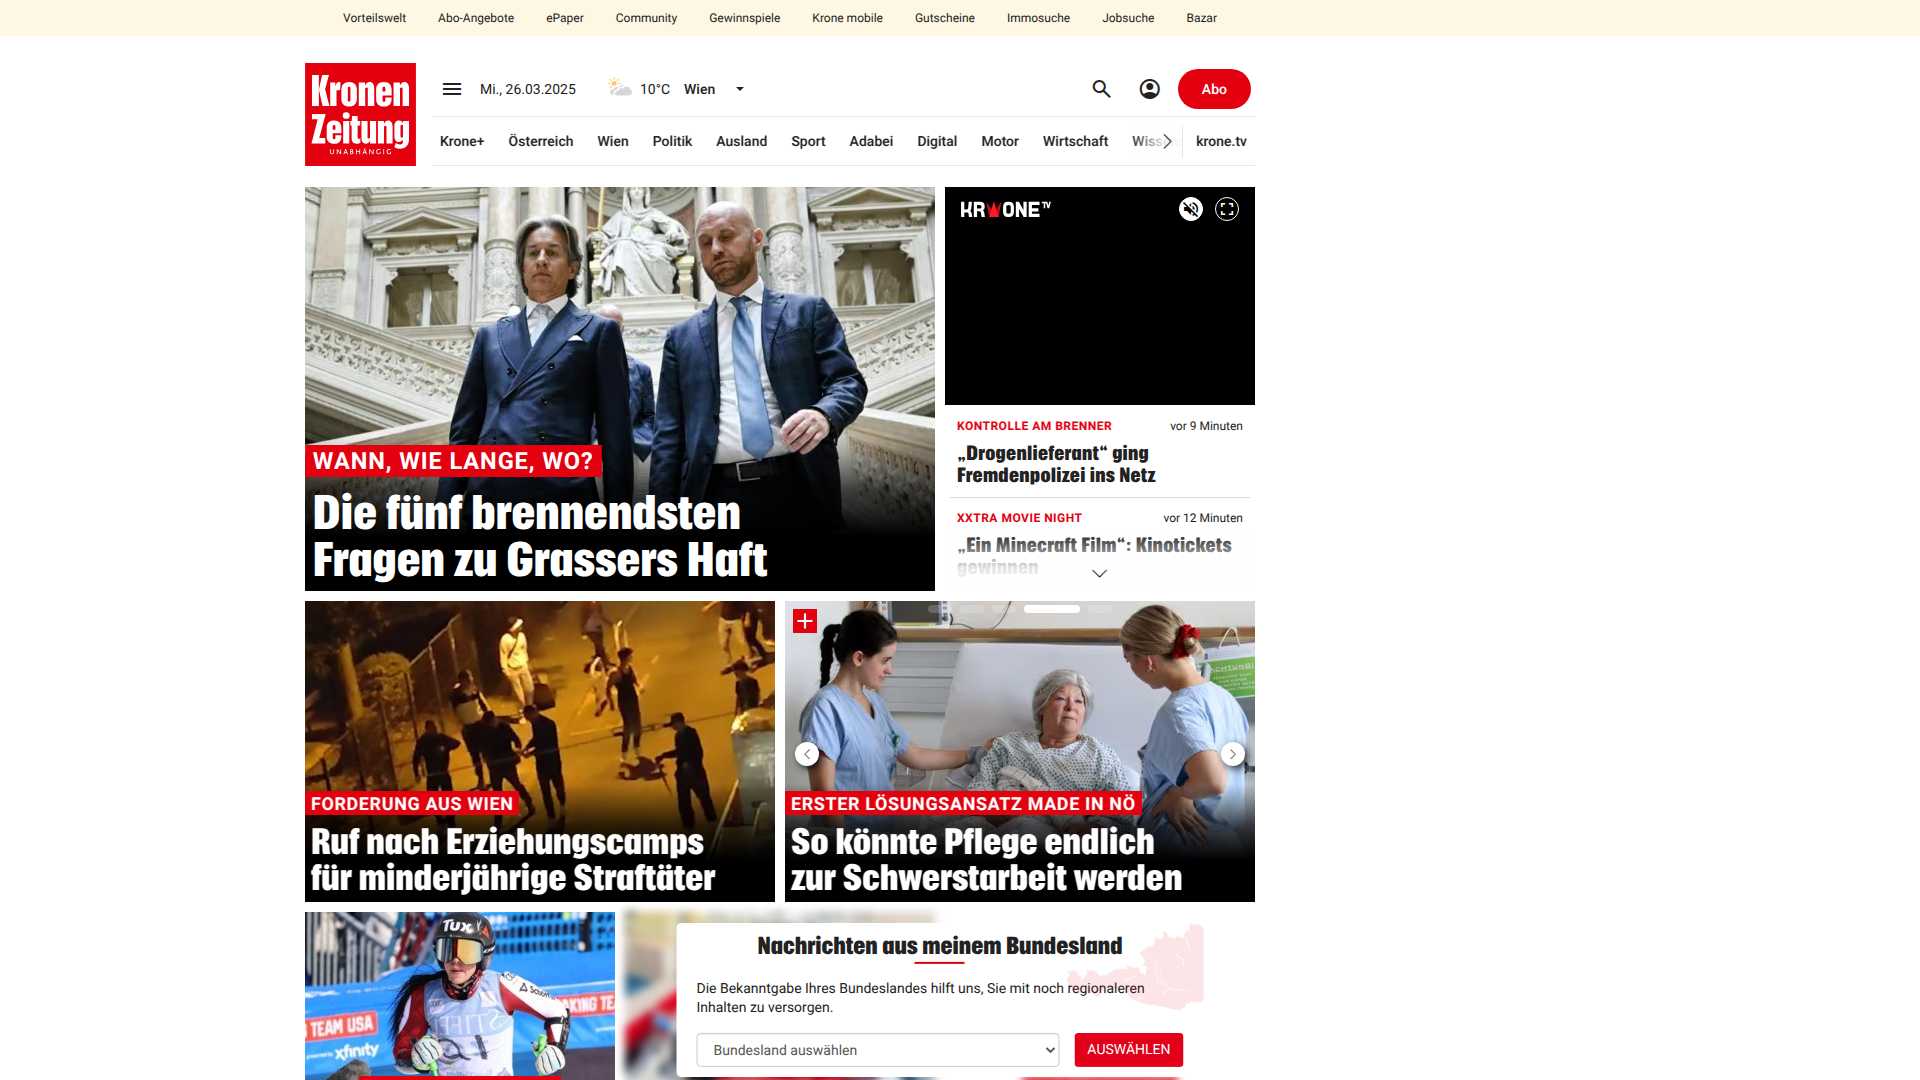 Vorteilswelt Abo-Angebote ePaper Community Gewinnspiele Krone mobile Gutscheine Immosuche Jobsuche Bazar
Kronen
Zeitung
UNABHÄNGIG
Mi., 26.03.2025 10°C Wien
Abo
Krone+ Österreich Wien Politik Ausland Sport Adabei Digital Motor Wirtschaft Wiss krone.tv
WANN, WIE LANGE, WO?
Die fünf brennendsten
Fragen zu Grassers Haft
KRONE TV
KONTROLLE AM BRENNER vor 9 Minuten
„Drogenlieferant“ ging
Fremdenpolizei ins Netz
XXTRA MOVIE NIGHT vor 12 Minuten
„Ein Minecraft Film“: Kinotickets
gewinnen
FORDERUNG AUS WIEN
Ruf nach Erziehungscamps
für minderjährige Straftäter
ERSTER LÖSUNGSANSATZ MADE IN NÖ
So könnte Pflege endlich
zur Schwerstarbeit werden
TUX
TEAM USA
xfinity
KING TE
Nachrichten aus meinem Bundesland
Die Bekanntgabe Ihres Bundeslandes hilft uns, Sie mit noch regionaleren
Inhalten zu versorgen.
Bundesland auswählen
AUSWÄHLEN